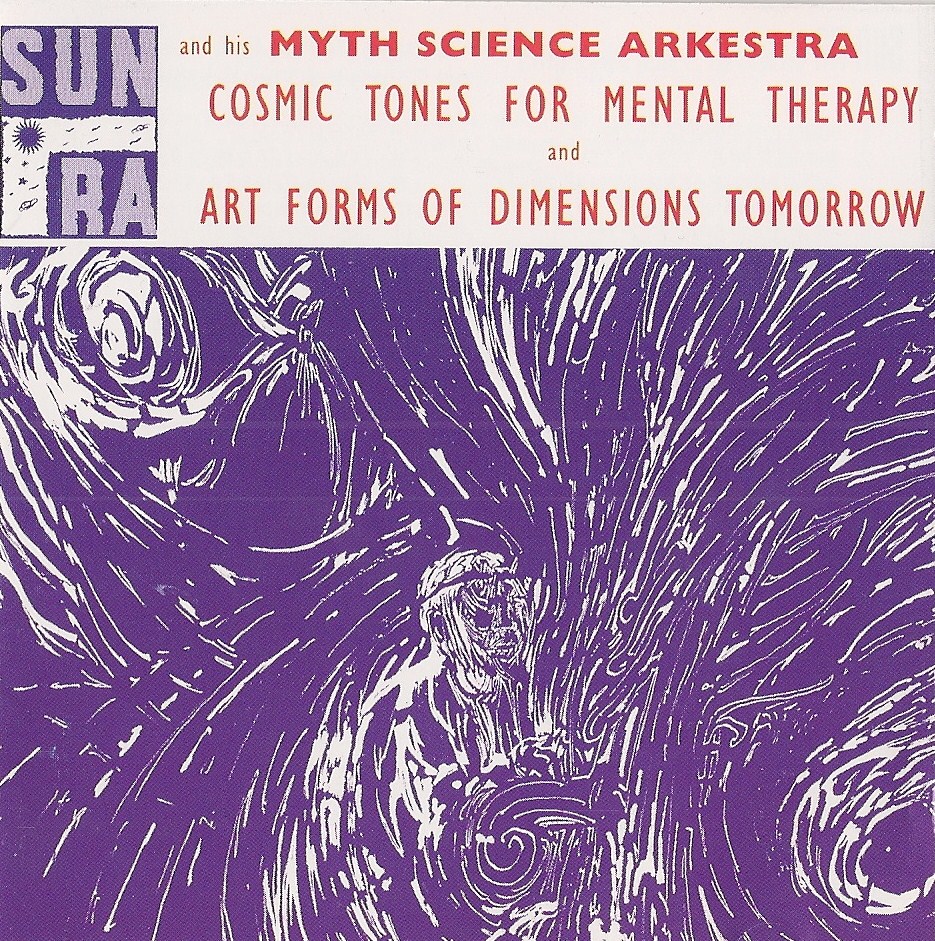 SUN RA
and his MYTH SCIENCE ARKESTRA
COSMIC TONES FOR MENTAL THERAPY
and
ART FORMS OF DIMENSIONS TOMORROW